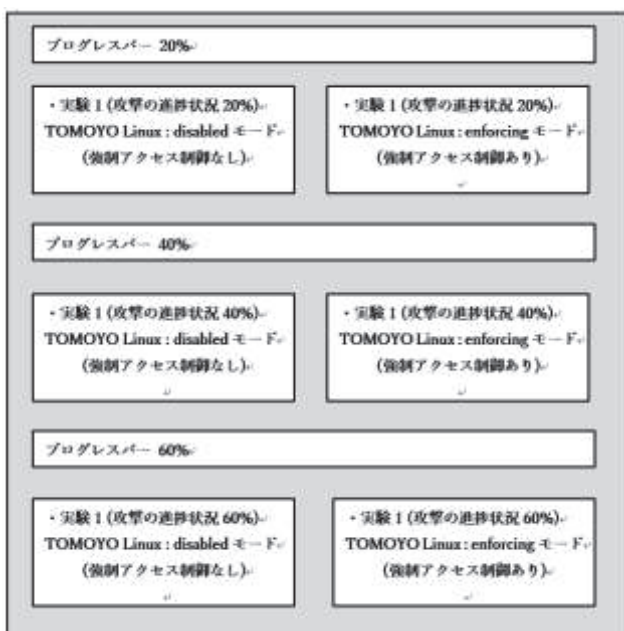 プログレスバー 20%
・実験 1 (攻撃の進捗状況 20%)
TOMOYO Linux : disabled モード
(強制アクセス制御なし)
・実験 1 (攻撃の進捗状況 20%)
TOMOYO Linux : enforcing モード
(強制アクセス制御あり)
プログレスバー 40%
・実験 1 (攻撃の進捗状況 40%)
TOMOYO Linux : disabled モード
(強制アクセス制御なし)
・実験 1 (攻撃の進捗状況 40%)
TOMOYO Linux : enforcing モード
(強制アクセス制御あり)
プログレスバー 60%
・実験 1 (攻撃の進捗状況 60%)
TOMOYO Linux : disabled モード
(強制アクセス制御なし)
・実験 1 (攻撃の進捗状況 60%)
TOMOYO Linux : enforcing モード
(強制アクセス制御あり)